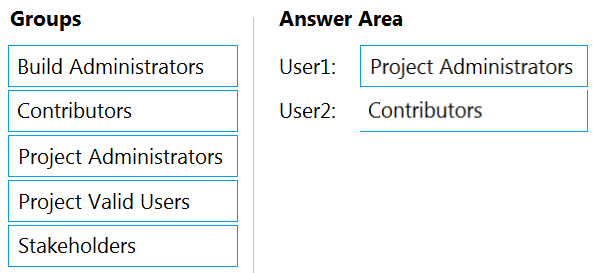 Groups
Build Administrators
Contributors
Project Administrators
Project Valid Users
Stakeholders
Answer Area
User1: Project Administrators
User2: Contributors